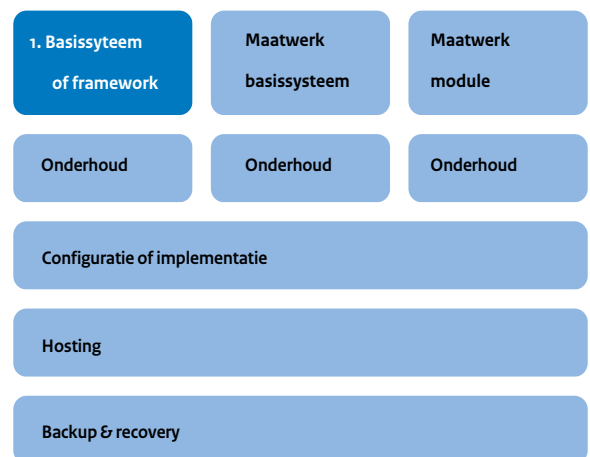 1. Basissyteem
of framework
Maatwerk
basissysteem
Maatwerk
module
Onderhoud
Onderhoud
Onderhoud
Configuratie of implementatie
Hosting
Backup & recovery